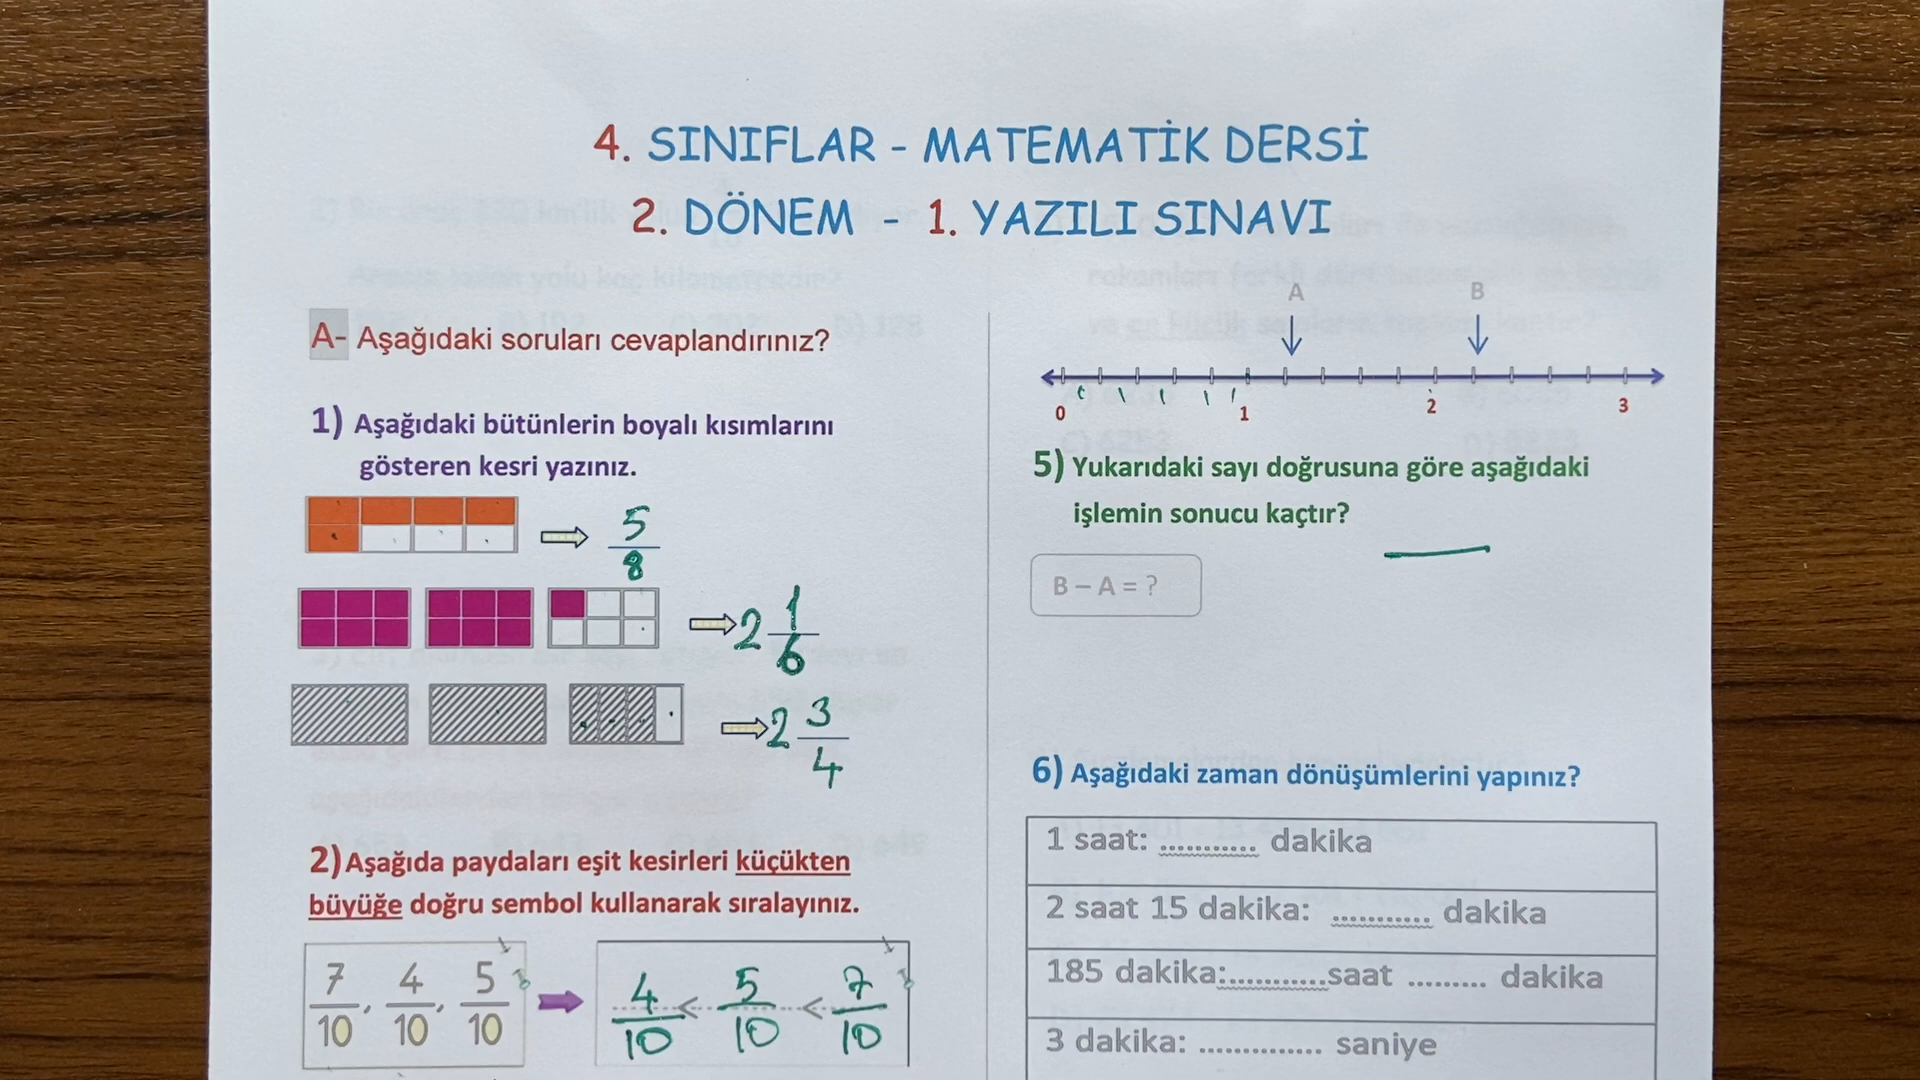 4. SINIFLAR - MATEMATİK DERSİ
2. DÖNEM - 1. YAZILI SINAVI
A- Aşağıdaki soruları cevaplandırınız?
1) Aşağıdaki bütünlerin boyalı kısımlarını
gösteren kesri yazınız.
5
8
2 1
6
2 3
4
2) Aşağıda paydaları eşit kesirleri küçükten
büyüğe doğru sembol kullanarak sıralayınız.
7/10, 4/10, 5/10
4/10 < 5/10 < 7/10
A B
0 1 2 3
5) Yukarıdaki sayı doğrusuna göre aşağıdaki
işlemin sonucu kaçtır?
B – A = ?
6) Aşağıdaki zaman dönüşümlerini yapınız?
1 saat: ........... dakika
2 saat 15 dakika: ........... dakika
185 dakika:............saat ......... dakika
3 dakika: .............. saniye